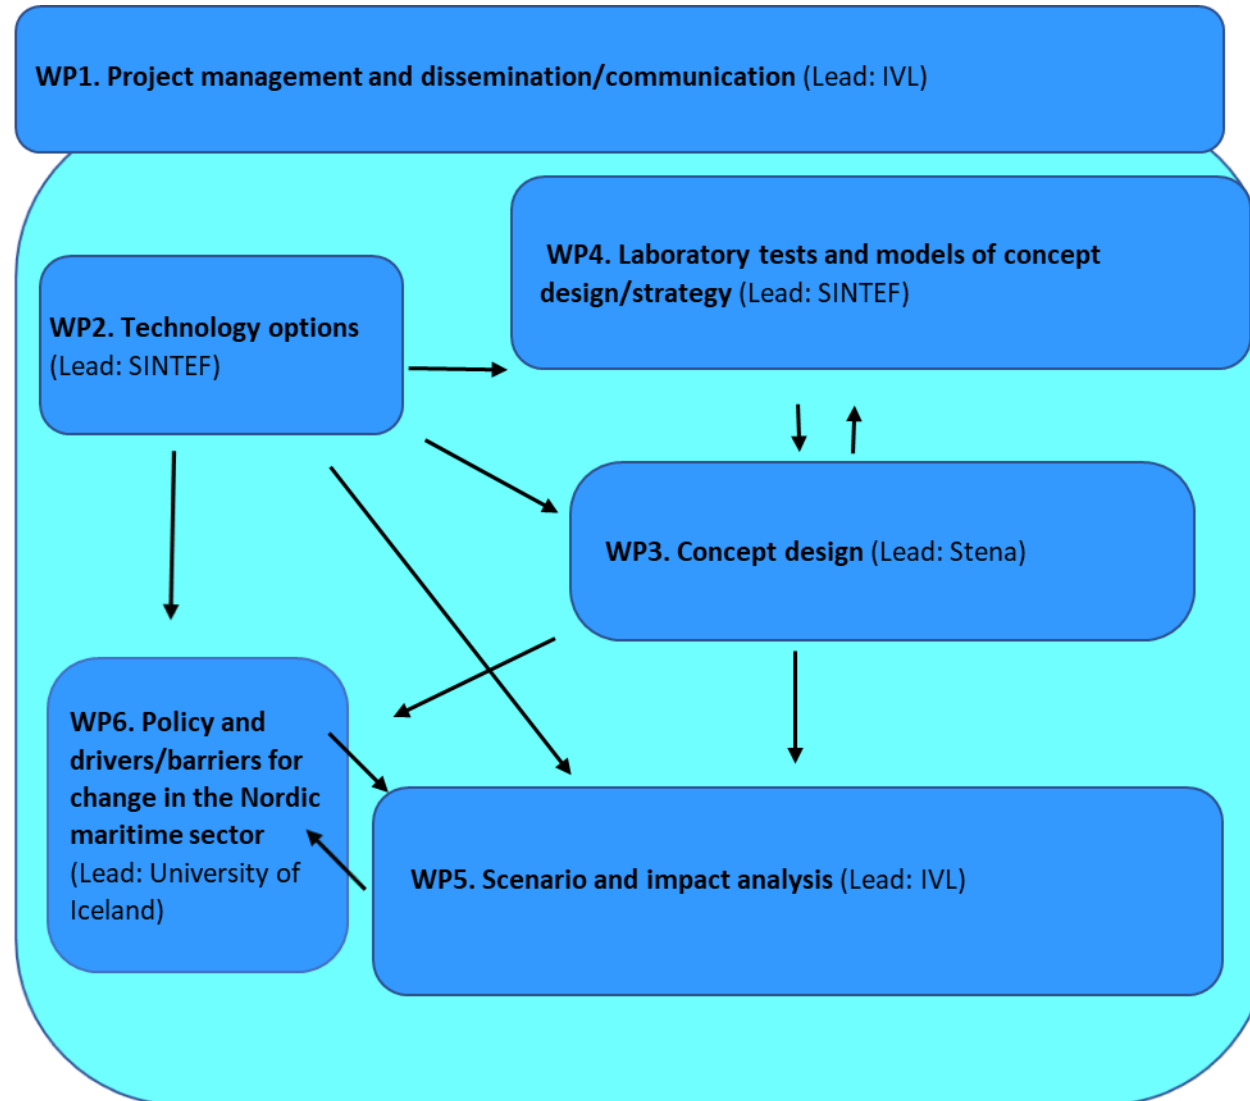 WP1. Project management and dissemination/communication (Lead: IVL)
WP4. Laboratory tests and models of concept
design/strategy (Lead: SINTEF)
WP2. Technology options
(Lead: SINTEF)
WP3. Concept design (Lead: Stena)
WP6. Policy and
drivers/barriers for
change in the Nordic
maritime sector
(Lead: University of
Iceland)
WP5. Scenario and impact analysis (Lead: IVL)